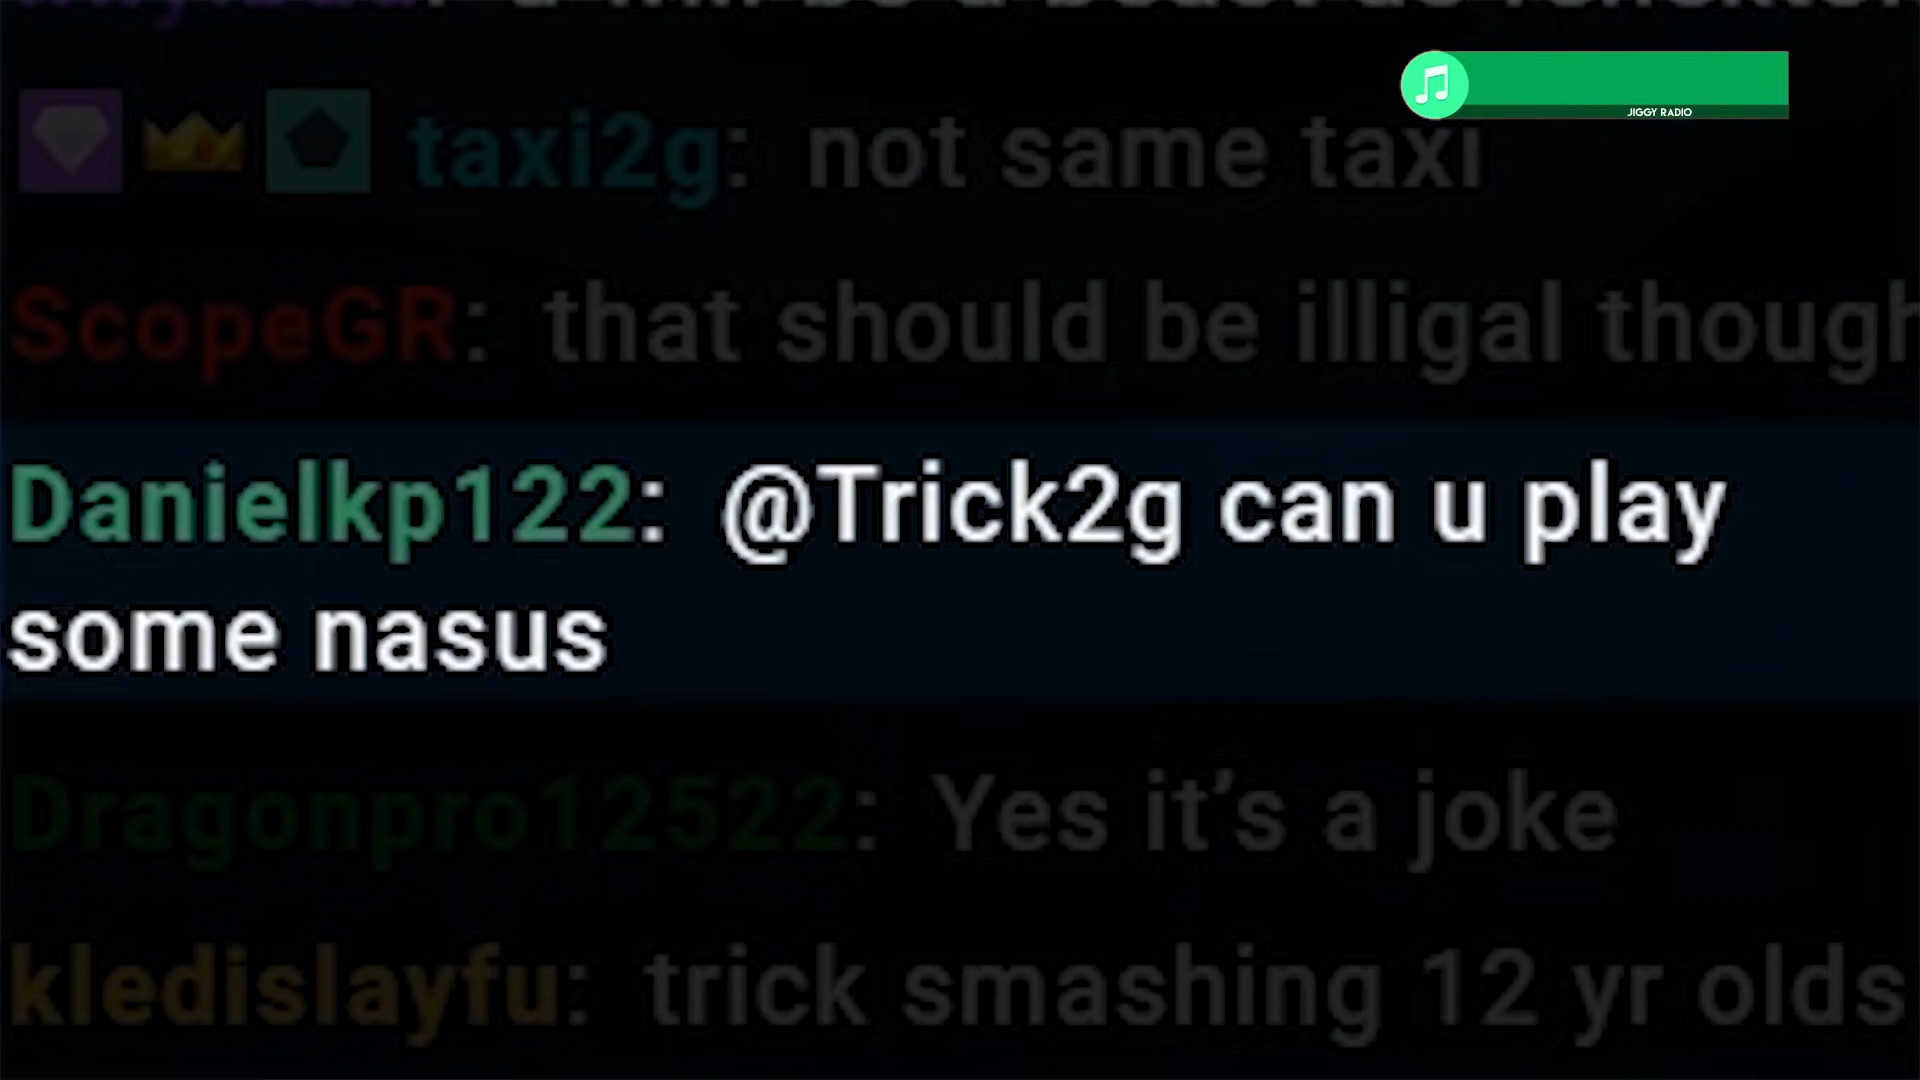 JIGGY RADIO
taxi2g: not same taxi
ScopeGR: that should be illigal though
Danielkp122: @Trick2g can u play
some nasus
Dragonpro12522: Yes it’s a joke
kledislayfu: trick smashing 12 yr olds